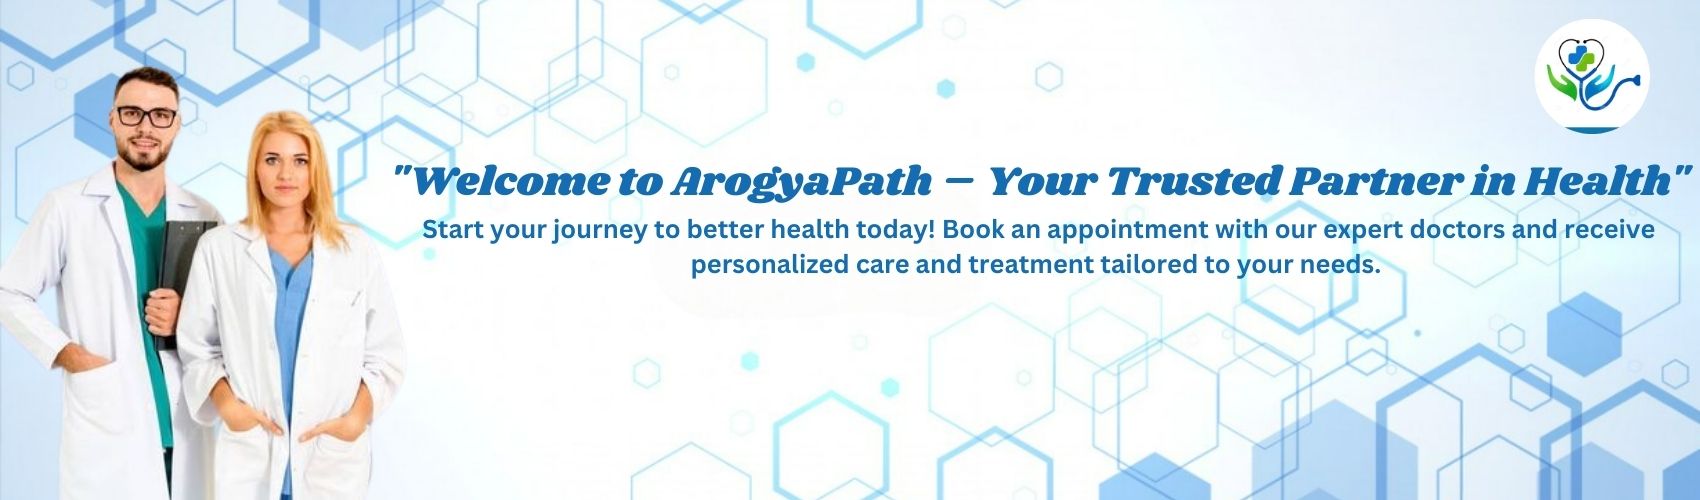 "Welcome to ArogyaPath – Your Trusted Partner in Health"
Start your journey to better health today! Book an appointment with our expert doctors and receive
personalized care and treatment tailored to your needs.